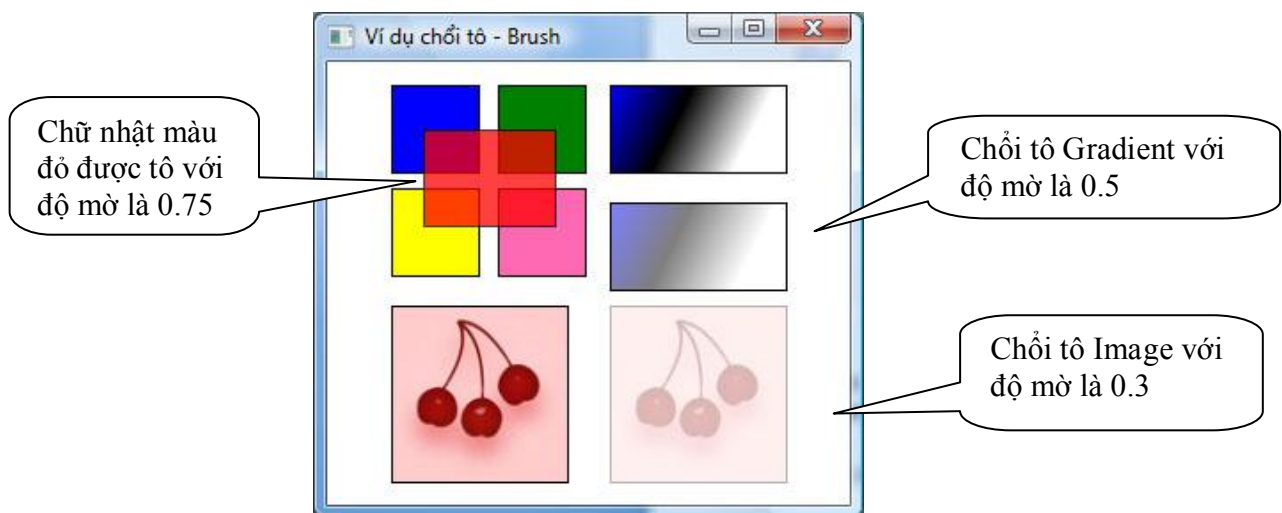 Ví dụ chổi tô - Brush
Chữ nhật màu
đỏ được tô với
độ mờ là 0.75
Chổi tô Gradient với
độ mờ là 0.5
Chổi tô Image với
độ mờ là 0.3